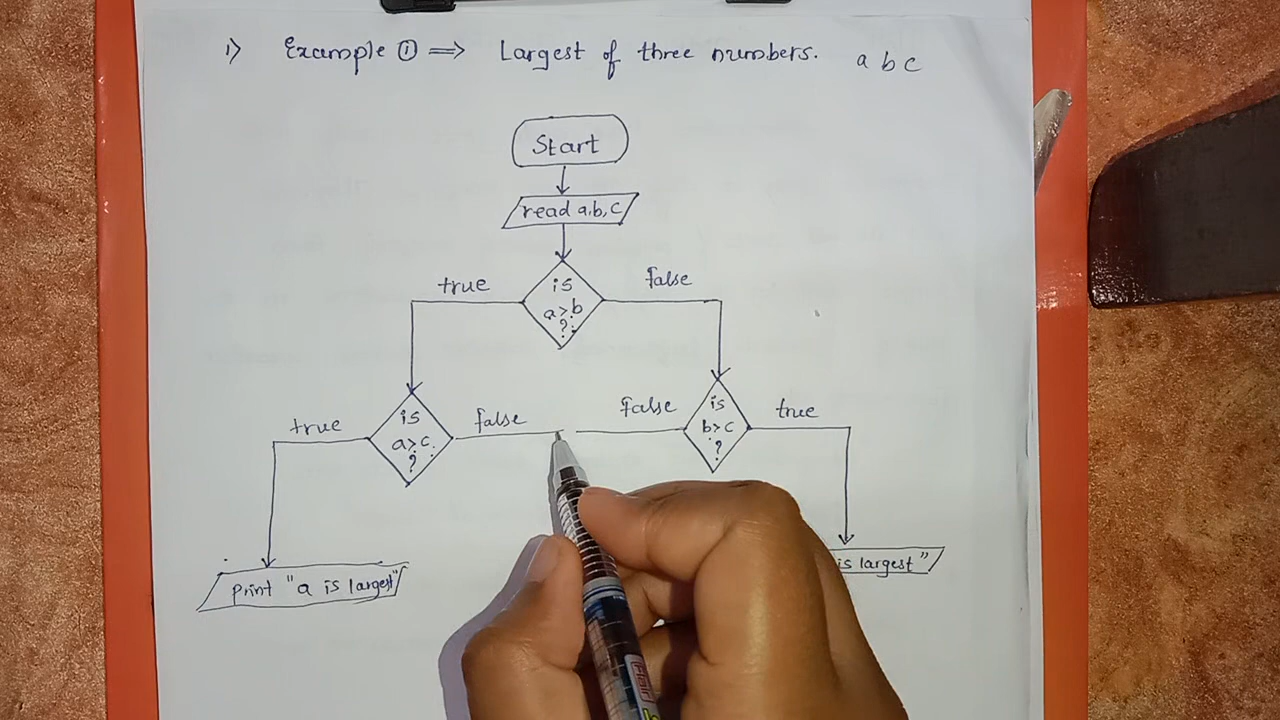 1) Example ① ⟹ Largest of three numbers. a b c
Start
read a,b,c
is
a>b
?
true
false
is
a>c
?
true
false
is
b>c
?
false
true
print "a is largest"
is largest"
Flair